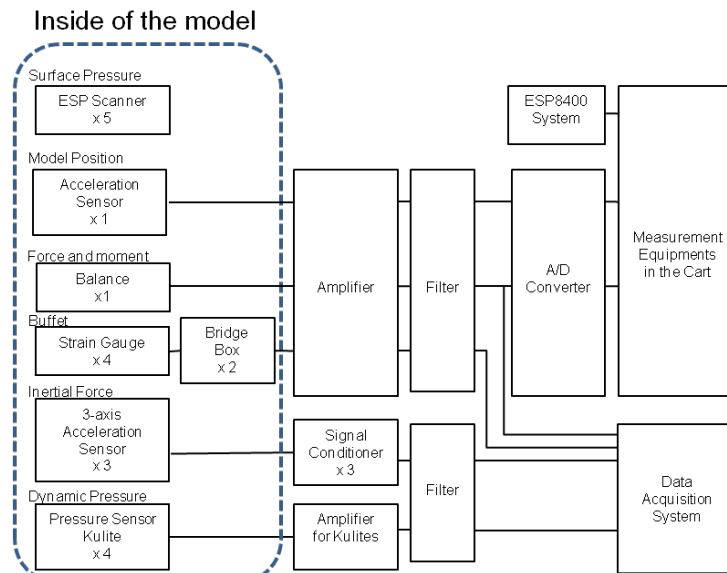 Inside of the model
Surface Pressure
ESP Scanner
x 5
ESP8400
System
Model Position
Acceleration
Sensor
x 1
Force and moment
Balance
x1
Buffet
Strain Gauge
x 4
Bridge
Box
x 2
Inertial Force
3-axis
Acceleration
Sensor
x 3
Dynamic Pressure
Pressure Sensor
Kulite
x 4
Amplifier
Filter
A/D
Converter
Measurement
Equipments
in the Cart
Signal
Conditioner
x 3
Amplifier
for Kulites
Filter
Data
Acquisition
System